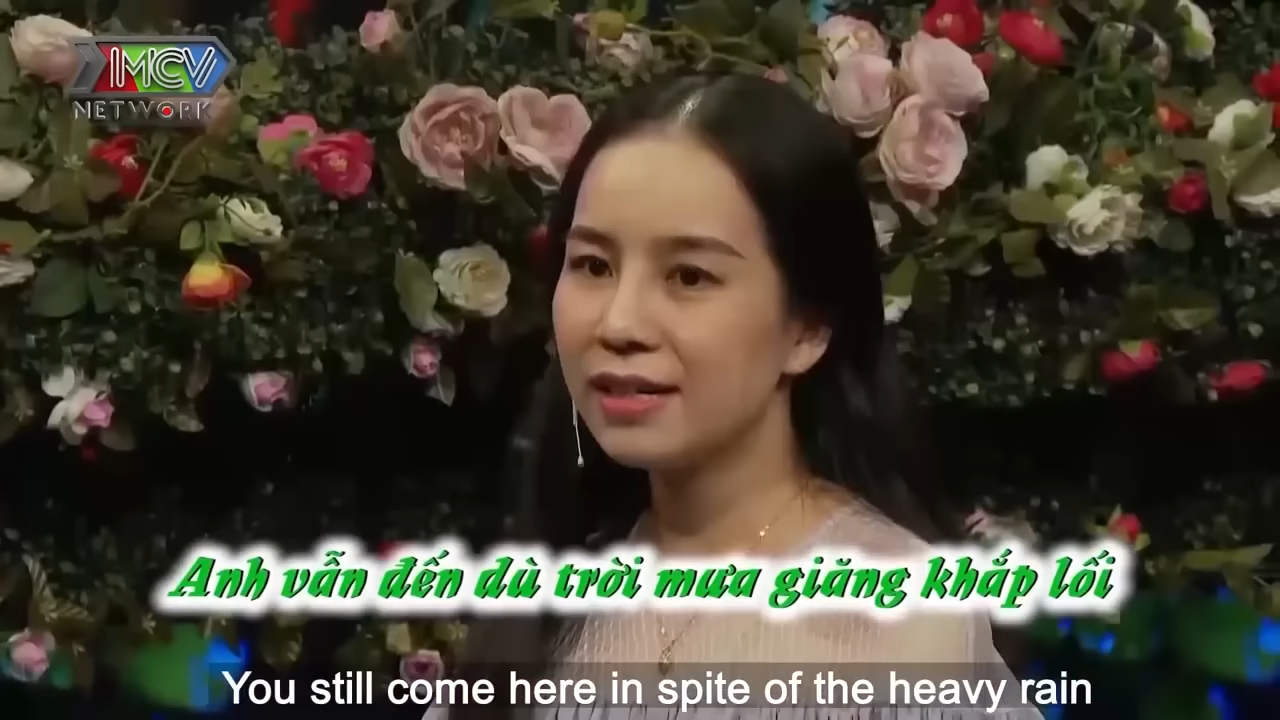 MCV
NETWORK
Anh vẫn đến dù trời mưa giăng khắp lối
You still come here in spite of the heavy rain